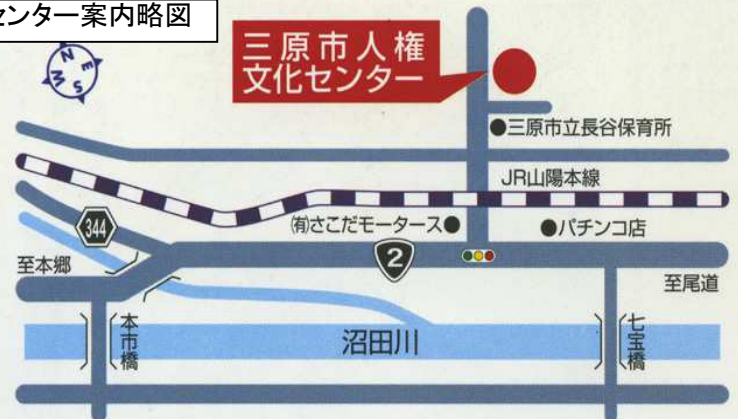 センター案内略図
N
E
S
W
三原市人権
文化センター
●三原市立長谷保育所
JR山陽本線
344
㈲さこだモータース●
●パチンコ店
2
至本郷
至尾道
本市橋
沼田川
七宝橋